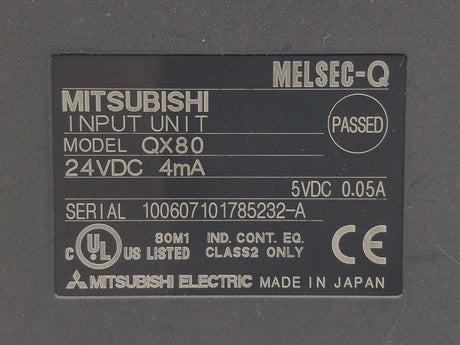 MELSEC-Q
MITSUBISHI
INPUT UNIT
PASSED
MODEL QX80
24VDC 4mA
5VDC 0.05A
SERIAL 100607101785232-A
C UL US LISTED
80M1 IND. CONT. EQ.
CLASS2 ONLY
CE
MITSUBISHI ELECTRIC MADE IN JAPAN